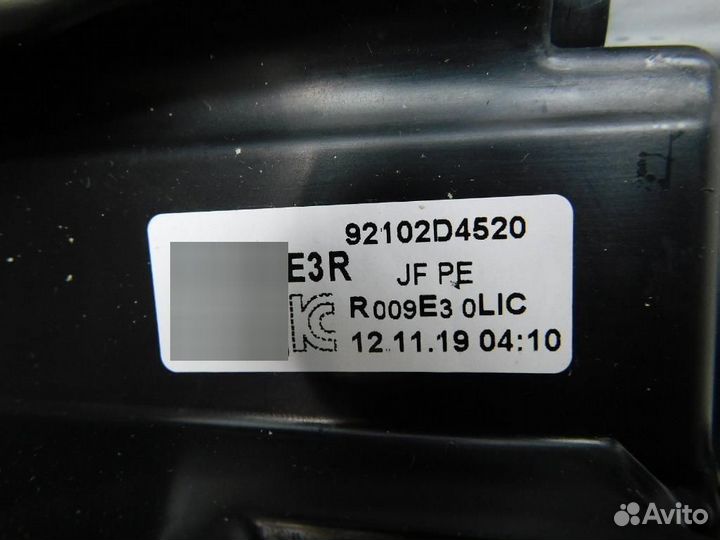 92102D4520
E3R JF PE
R009E3 0LIC
12.11.19 04:10
Avito